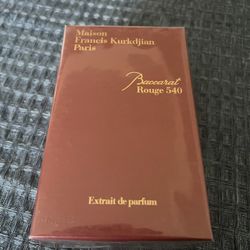 Maison
Francis Kurkdjian
Paris
Baccarat
Rouge 540
Extrait de parfum